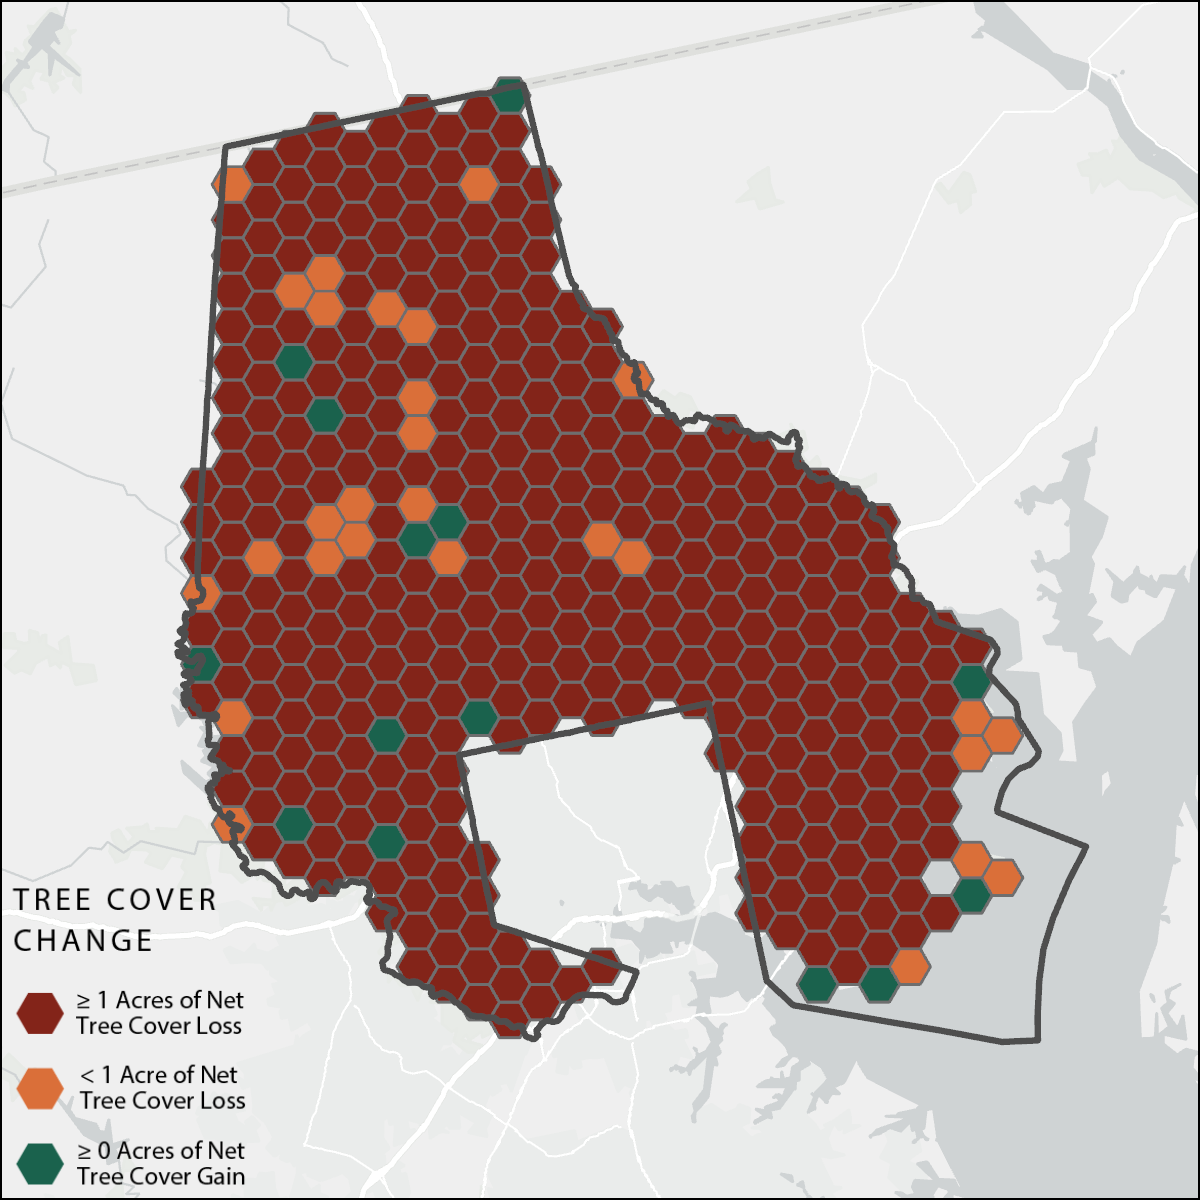 TREE COVER
CHANGE
≥ 1 Acres of Net
Tree Cover Loss
< 1 Acre of Net
Tree Cover Loss
≥ 0 Acres of Net
Tree Cover Gain